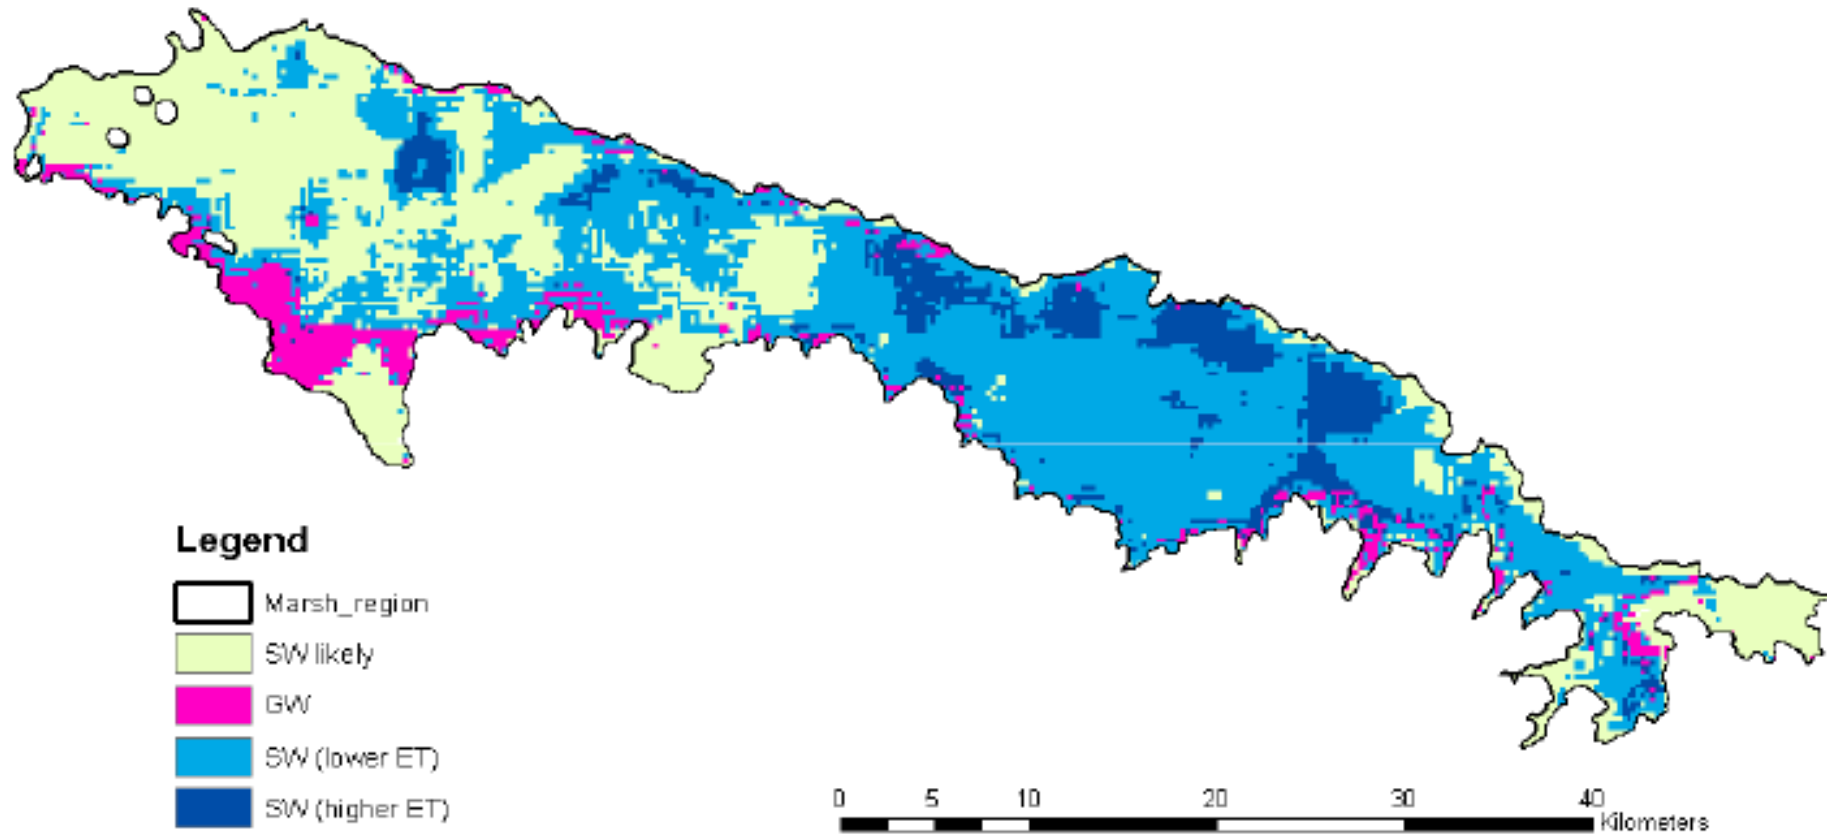 Legend
Marsh_region
SW likely
GW
SW (lower ET)
SW (higher ET)
0 5 10 20 30 40
Kilometers